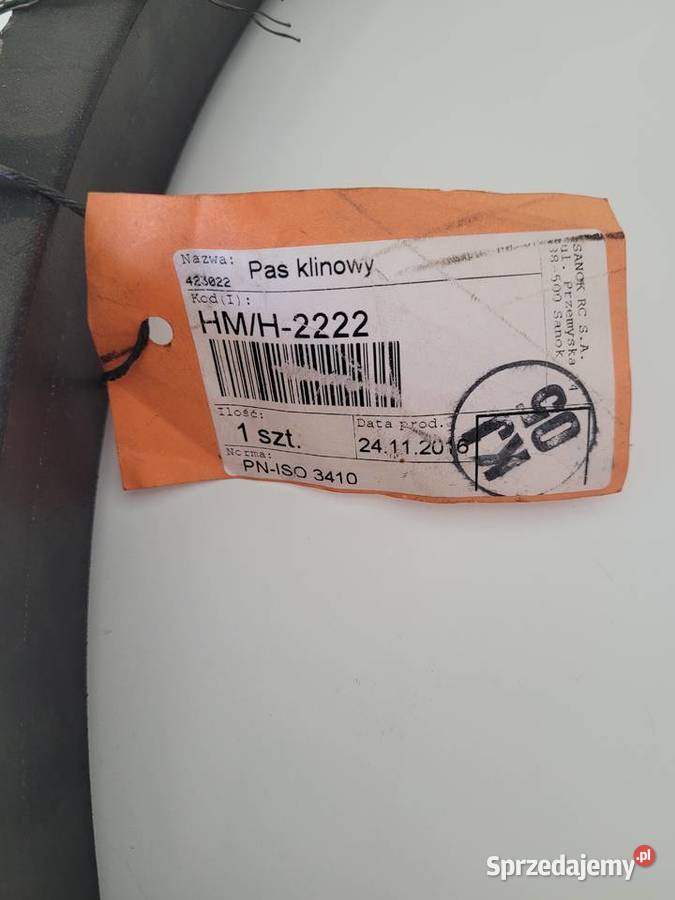 Nazwa: Pas klinowy
423022
Kod(I):
HM/H-2222
Ilość:
1 szt.
Data prod.
24.11.2016
Norma:
PN-ISO 3410
SANOK RC S.A.
ul. Przemyska
38-500 Sanok
Sprzedajemy.pl